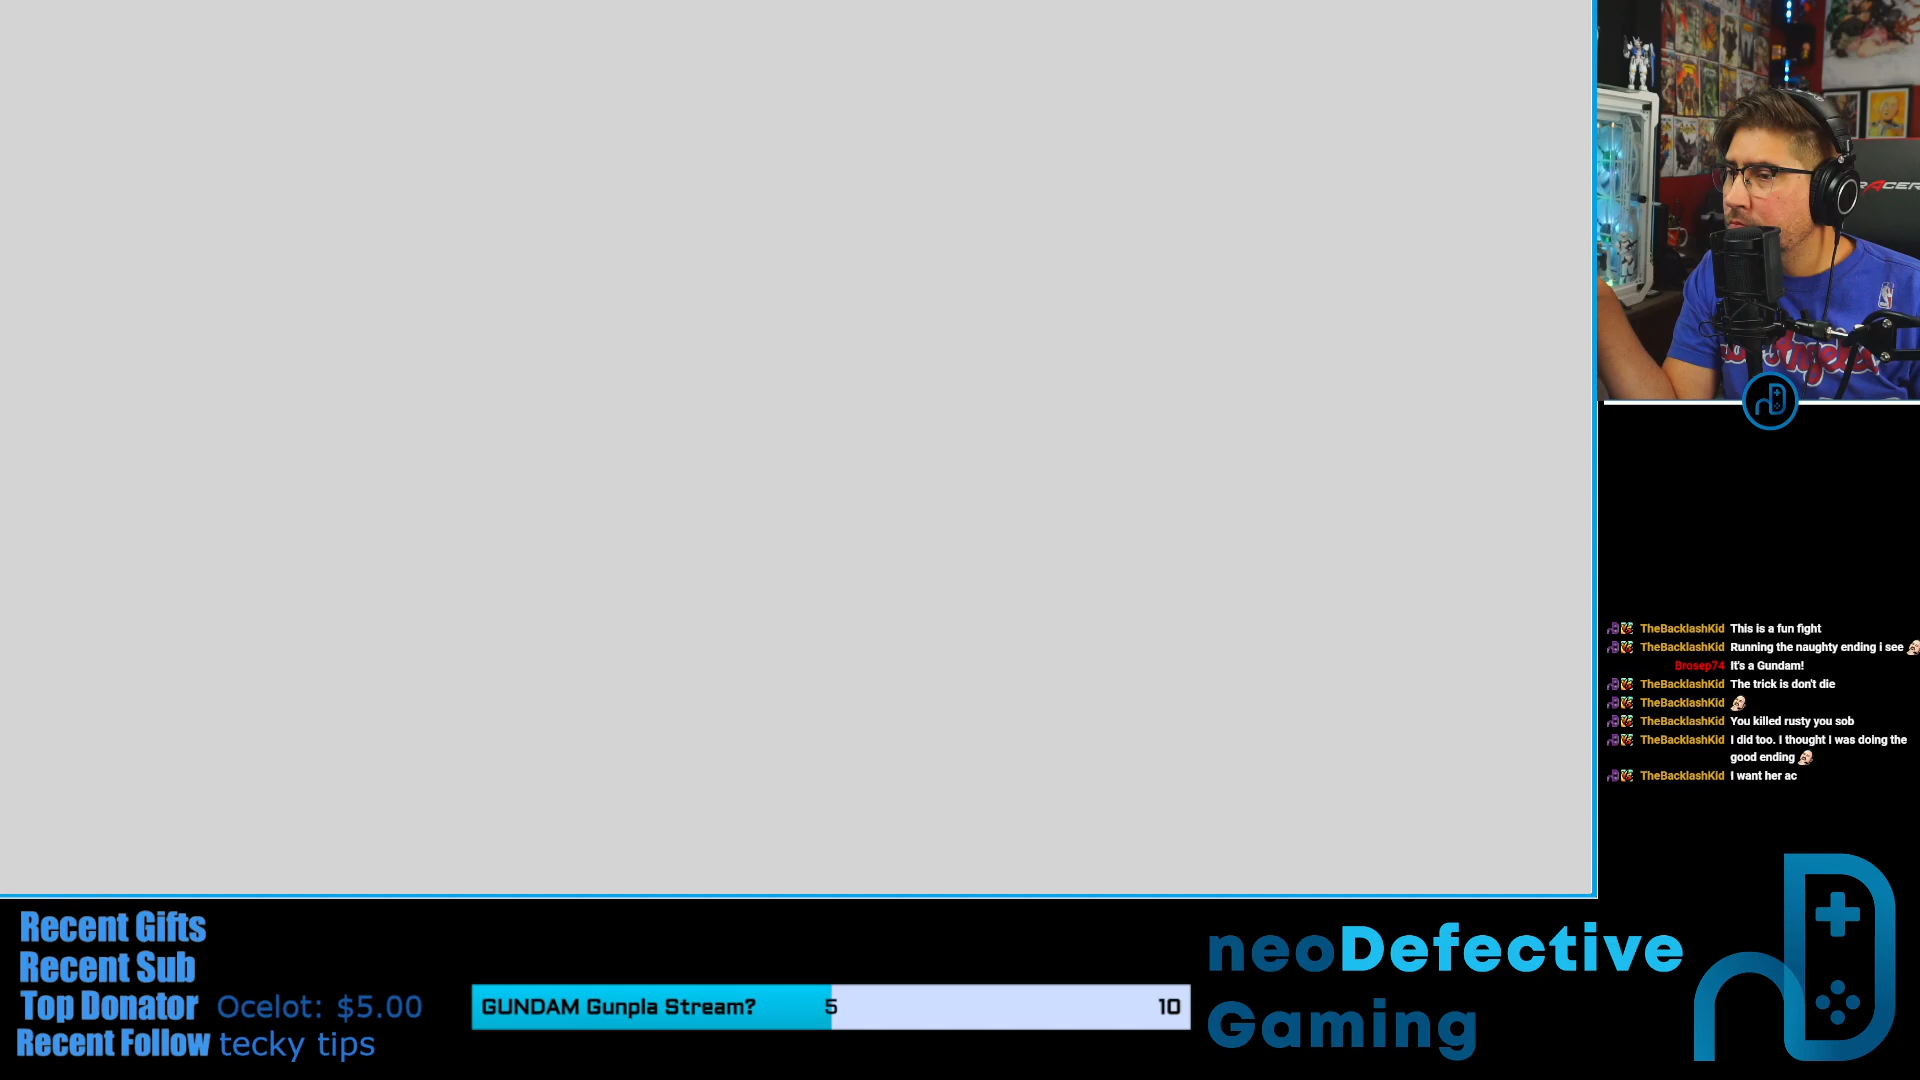 RACER
TheBacklashKid This is a fun fight
TheBacklashKid Running the naughty ending i see
Brosep74 It's a Gundam!
TheBacklashKid The trick is don't die
TheBacklashKid
TheBacklashKid You killed rusty you sob
TheBacklashKid I did too. I thought I was doing the
good ending
TheBacklashKid I want her ac
Recent Gifts
Recent Sub
Top Donator Ocelot: $5.00
Recent Follow tecky tips
GUNDAM Gunpla Stream? 5 10
neoDefective
Gaming